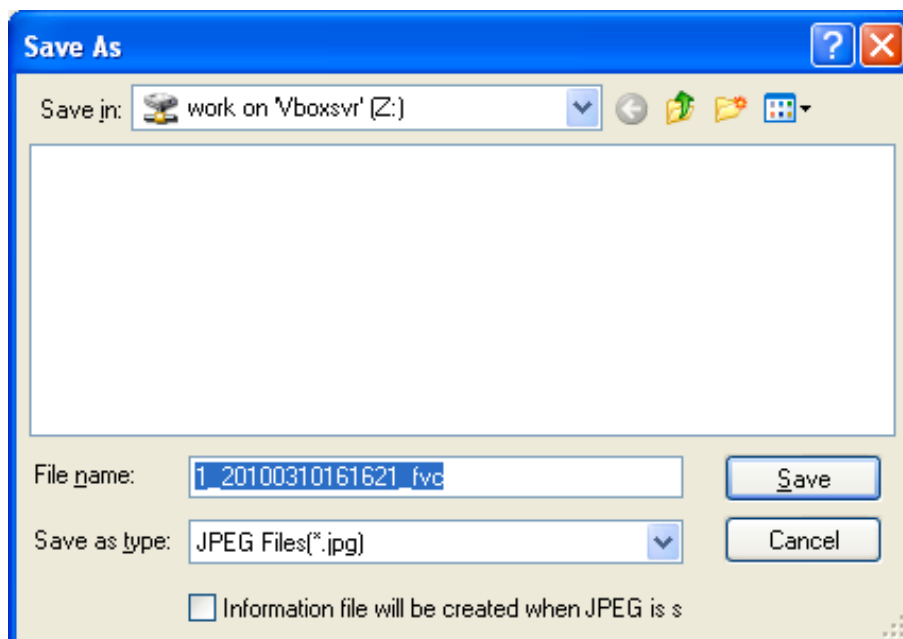 Save As
Save in: work on 'Vboxsvr' (Z:)
File name: 1_20100310161621_fvc Save
Save as type: JPEG Files(*.jpg) Cancel
Information file will be created when JPEG is s